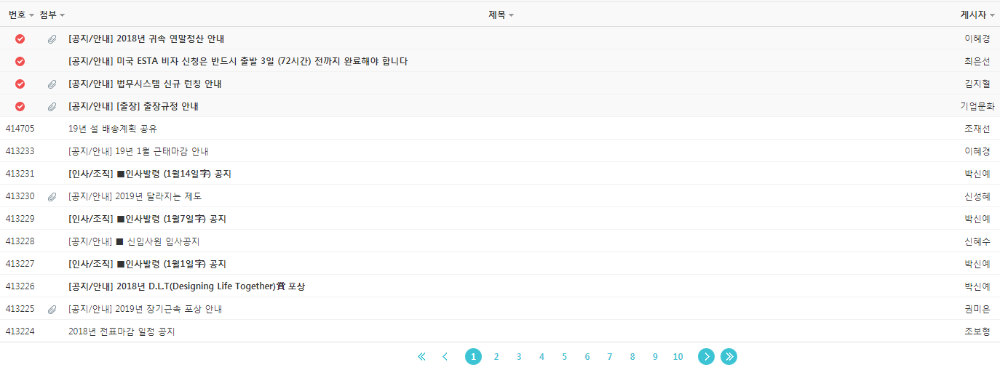 번호 첨부 제목 게시자
[공지/안내] 2018년 귀속 연말정산 안내 이혜경
[공지/안내] 미국 ESTA 비자 신청은 반드시 출발 3일 (72시간) 전까지 완료해야 합니다 최은선
[공지/안내] 법무시스템 신규 런칭 안내 김지혈
[공지/안내] [출장] 출장규정 안내 기업문화
414705 19년 설 배송계획 공유 조재선
413233 [공지/안내] 19년 1월 근태마감 안내 이혜경
413231 [인사/조직] ■인사발령 (1월14일字) 공지 박신예
413230 [공지/안내] 2019년 달라지는 제도 신성혜
413229 [인사/조직] ■인사발령 (1월7일字) 공지 박신예
413228 [공지/안내] ■ 신입사원 입사공지 신혜수
413227 [인사/조직] ■인사발령 (1월1일字) 공지 박신예
413226 [공지/안내] 2018년 D.L.T(Designing Life Together)賞 포상 박신예
413225 [공지/안내] 2019년 장기근속 포상 안내 권미은
413224 2018년 전표마감 일정 공지 조보형
1 2 3 4 5 6 7 8 9 10